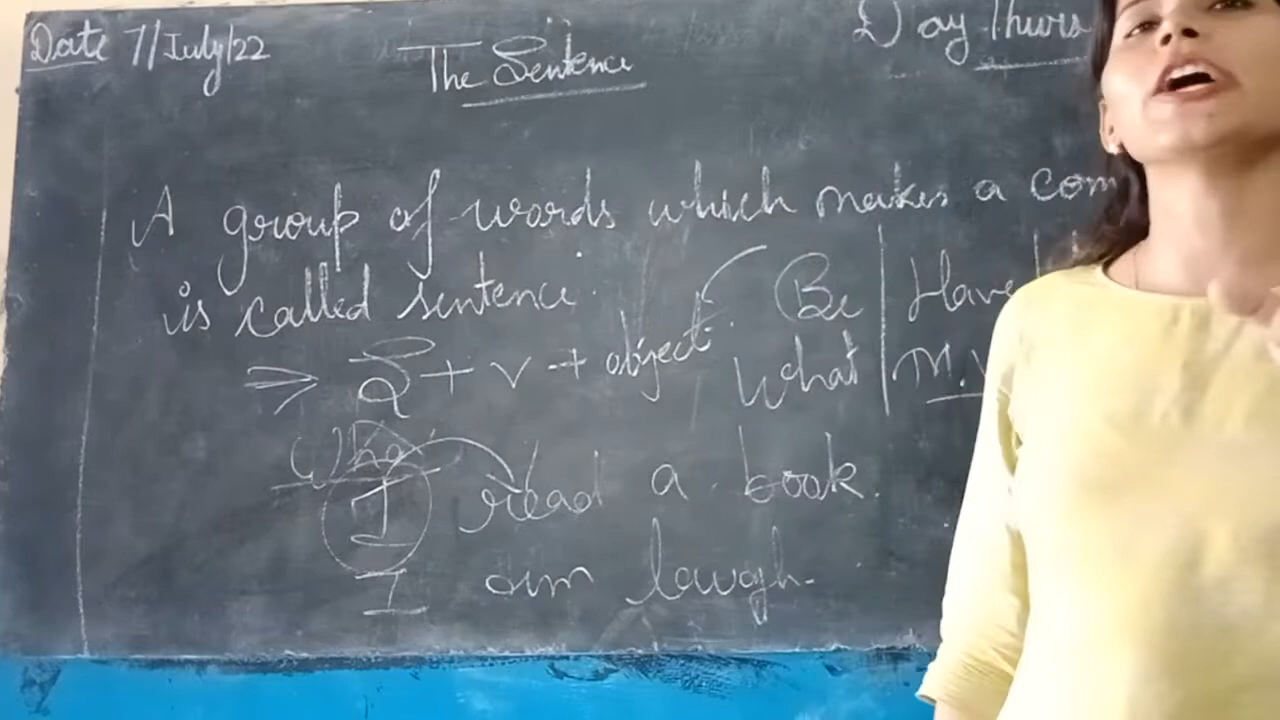 Date 7/July/22
The Sentence
Day Thurs
A group of words which makes a com
is called sentence.
Be | Have
⇒ S + v + object.
What | M.V
Who
I read a book.
I am laugh.